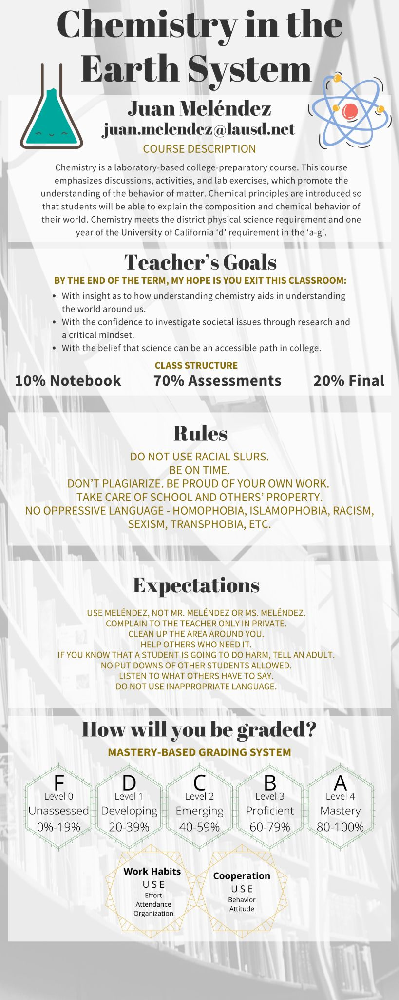 Chemistry in the
Earth System
Juan Meléndez
juan.melendez@lausd.net
COURSE DESCRIPTION
Chemistry is a laboratory-based college-preparatory course. This course
emphasizes discussions, activities, and lab exercises, which promote the
understanding of the behavior of matter. Chemical principles are introduced so
that students will be able to explain the composition and chemical behavior of
their world. Chemistry meets the district physical science requirement and one
year of the University of California ‘d’ requirement in the ‘a-g’.
Teacher’s Goals
BY THE END OF THE TERM, MY HOPE IS YOU EXIT THIS CLASSROOM:
• With insight as to how understanding chemistry aids in understanding
the world around us.
• With the confidence to investigate societal issues through research and
a critical mindset.
• With the belief that science can be an accessible path in college.
CLASS STRUCTURE
10% Notebook 70% Assessments 20% Final
Rules
DO NOT USE RACIAL SLURS.
BE ON TIME.
DON’T PLAGIARIZE. BE PROUD OF YOUR OWN WORK.
TAKE CARE OF SCHOOL AND OTHERS’ PROPERTY.
NO OPPRESSIVE LANGUAGE - HOMOPHOBIA, ISLAMOPHOBIA, RACISM,
SEXISM, TRANSPHOBIA, ETC.
Expectations
USE MELÉNDEZ, NOT MR. MELÉNDEZ OR MS. MELÉNDEZ.
COMPLAIN TO THE TEACHER ONLY IN PRIVATE.
CLEAN UP THE AREA AROUND YOU.
HELP OTHERS WHO NEED IT.
IF YOU KNOW THAT A STUDENT IS GOING TO DO HARM, TELL AN ADULT.
NO PUT DOWNS OF OTHER STUDENTS ALLOWED.
LISTEN TO WHAT OTHERS HAVE TO SAY.
DO NOT USE INAPPROPRIATE LANGUAGE.
How will you be graded?
MASTERY-BASED GRADING SYSTEM
F
Level 0
Unassessed
0%-19%
D
Level 1
Developing
20-39%
C
Level 2
Emerging
40-59%
B
Level 3
Proficient
60-79%
A
Level 4
Mastery
80-100%
Work Habits
U S E
Effort
Attendance
Organization
Cooperation
U S E
Behavior
Attitude